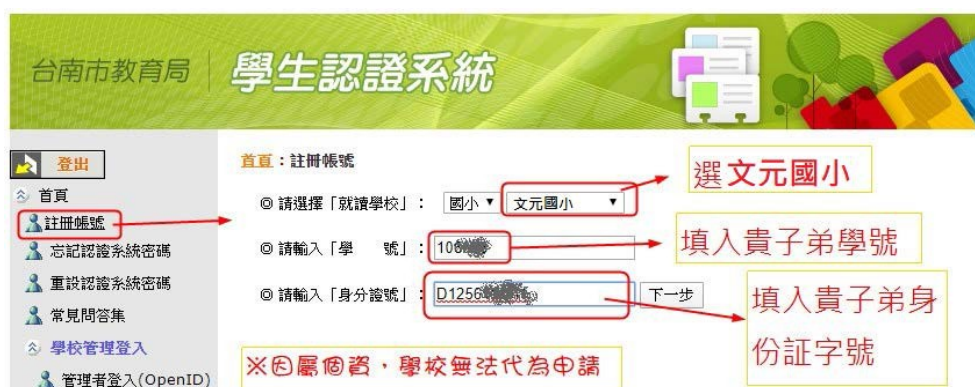 台南市教育局 學生認證系統
登出
首頁
註冊帳號
忘記認證系統密碼
重設認證系統密碼
常見問答集
學校管理登入
管理者登入(OpenID)
首頁：註冊帳號
◎ 請選擇「就讀學校」： 國小 文元國小
選文元國小
◎ 請輸入「學 號」：
填入貴子弟學號
◎ 請輸入「身分證號」： 下一步
填入貴子弟身
份証字號
※因屬個資，學校無法代為申請